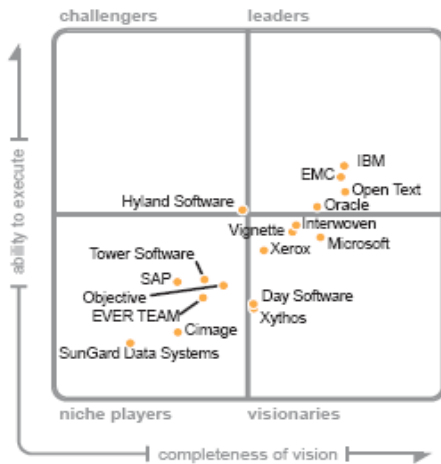 challengers
leaders
ability to execute
IBM
EMC
Open Text
Hyland Software
Oracle
Interwoven
Vignette
Microsoft
Xerox
Tower Software
SAP
Objective
EVER TEAM
Day Software
Xythos
Cimage
SunGard Data Systems
niche players
visionaries
completeness of vision